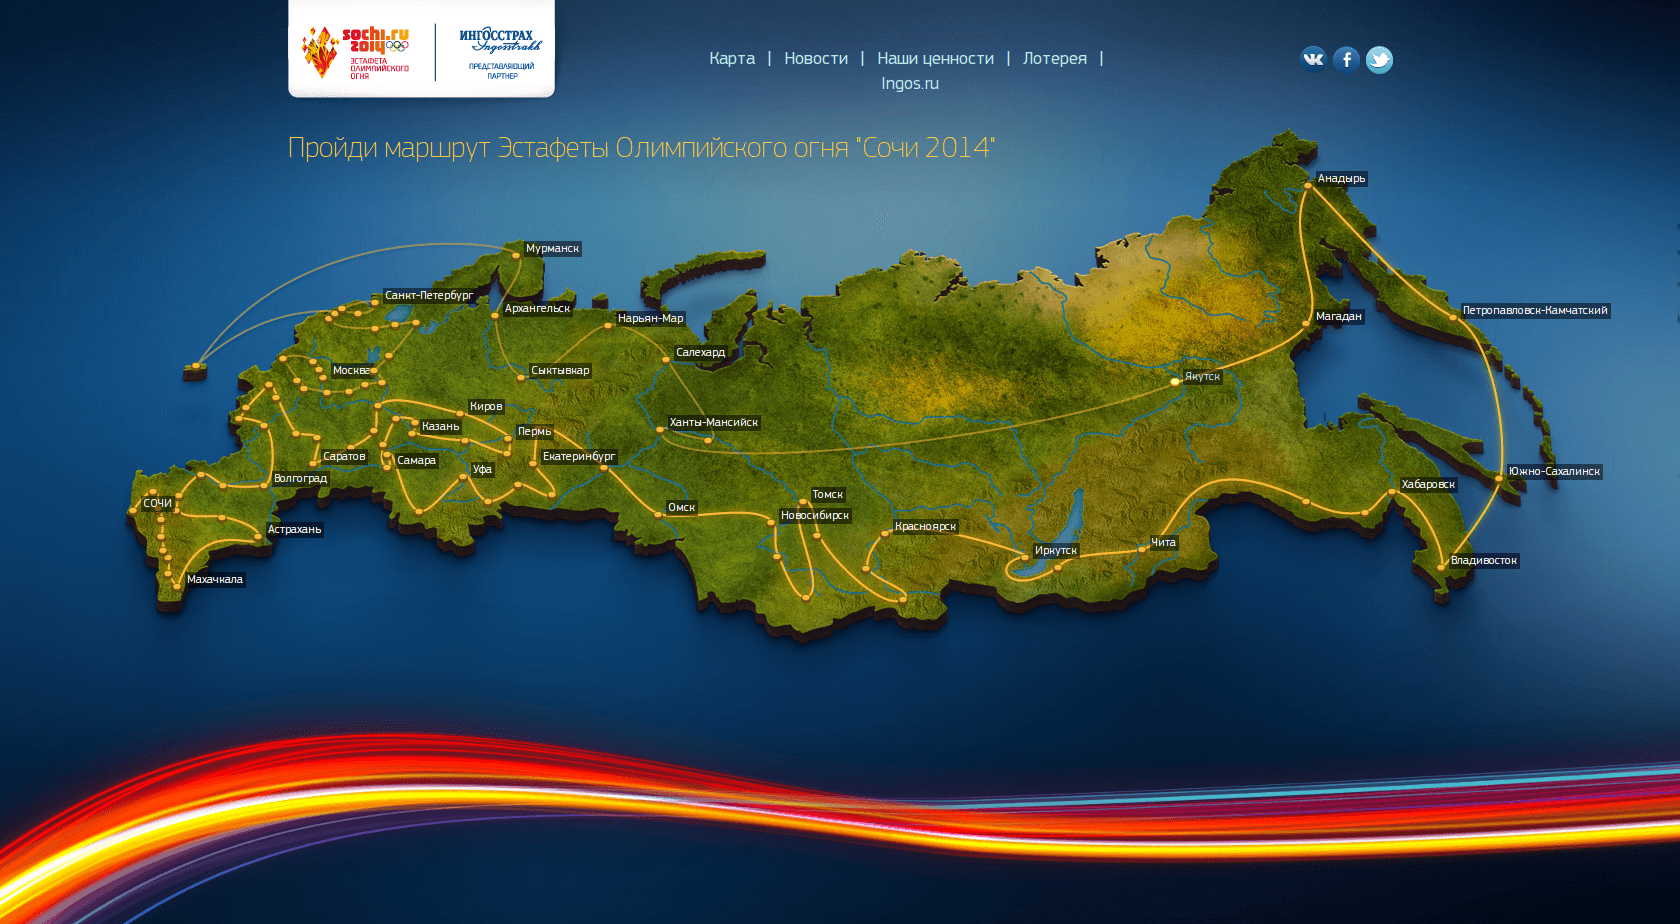 sochi.ru
2014
ЭСТАФЕТА
ОЛИМПИЙСКОГО
ОГНЯ
ИНГОССТРАХ
Ingosstrakh
ПРЕДСТАВЛЯЮЩИЙ
ПАРТНЕР
Карта | Новости | Наши ценности | Лотерея |
Ingos.ru
Пройди маршрут Эстафеты Олимпийского огня "Сочи 2014"
Анадырь
Мурманск
Санкт-Петербург
Архангельск
Нарьян-Мар
Магадан
Петропавловск-Камчатский
Салехард
Москва
Сыктывкар
Якутск
Киров
Казань
Пермь
Ханты-Мансийск
Саратов
Самара
Уфа
Екатеринбург
Волгоград
Южно-Сахалинск
Хабаровск
СОЧИ
Томск
Омск
Новосибирск
Астрахань
Красноярск
Иркутск
Чита
Владивосток
Махачкала